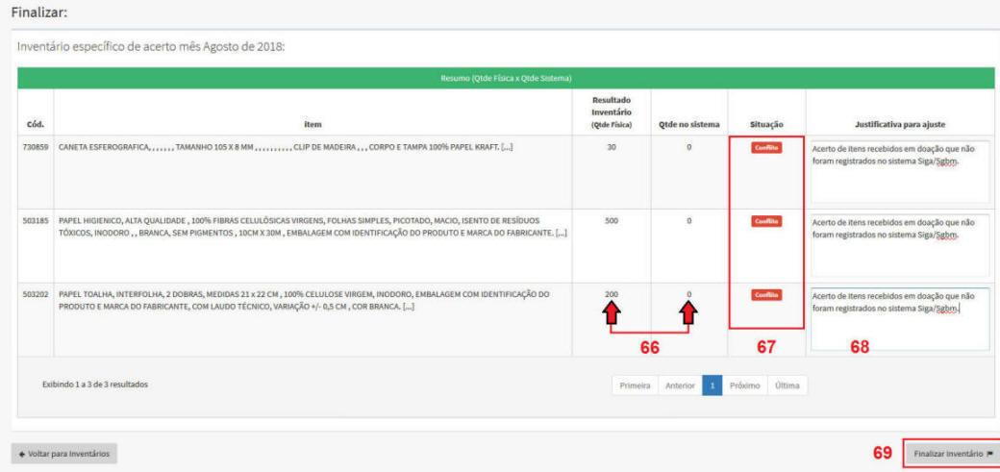 Finalizar:
Inventário específico de acerto mês Agosto de 2018:
Resumo (Qtde Física x Qtde Sistema)
Cód.
item
Resultado
Inventário
(Qtde Física)
Qtde no sistema
Situação
Justificativa para ajuste
730859
CANETA ESFEROGRAFICA, , , , , , , TAMANHO 105 X 8 MM , , , , , , , , , , CLIP DE MADEIRA , , , CORPO E TAMPA 100% PAPEL KRAFT. [...]
30
0
Conflito
Acerto de itens recebidos em doação que não
foram registrados no sistema Siga/Sgbm.
503185
PAPEL HIGIENICO, ALTA QUALIDADE , 100% FIBRAS CELULÓSICAS VIRGENS, FOLHAS SIMPLES, PICOTADO, MACIO, ISENTO DE RESÍDUOS
TÓXICOS, INODORO , , BRANCA, SEM PIGMENTOS , 10CM X 30M , EMBALAGEM COM IDENTIFICAÇÃO DO PRODUTO E MARCA DO FABRICANTE. [...]
500
0
Conflito
Acerto de itens recebidos em doação que não
foram registrados no sistema Siga/Sgbm.
503202
PAPEL TOALHA, INTERFOLHA, 2 DOBRAS, MEDIDAS 21 x 22 CM , 100% CELULOSE VIRGEM, INODORO, EMBALAGEM COM IDENTIFICAÇÃO DO
PRODUTO E MARCA DO FABRICANTE, COM LAUDO TÉCNICO, VARIAÇÃO +/- 0,5 CM , COR BRANCA. [...]
200
0
Conflito
Acerto de itens recebidos em doação que não
foram registrados no sistema Siga/Sgbm.
66
67
68
Exibindo 1 a 3 de 3 resultados
Primeira Anterior 1 Próximo Última
Voltar para Inventários
69
Finalizar Inventário